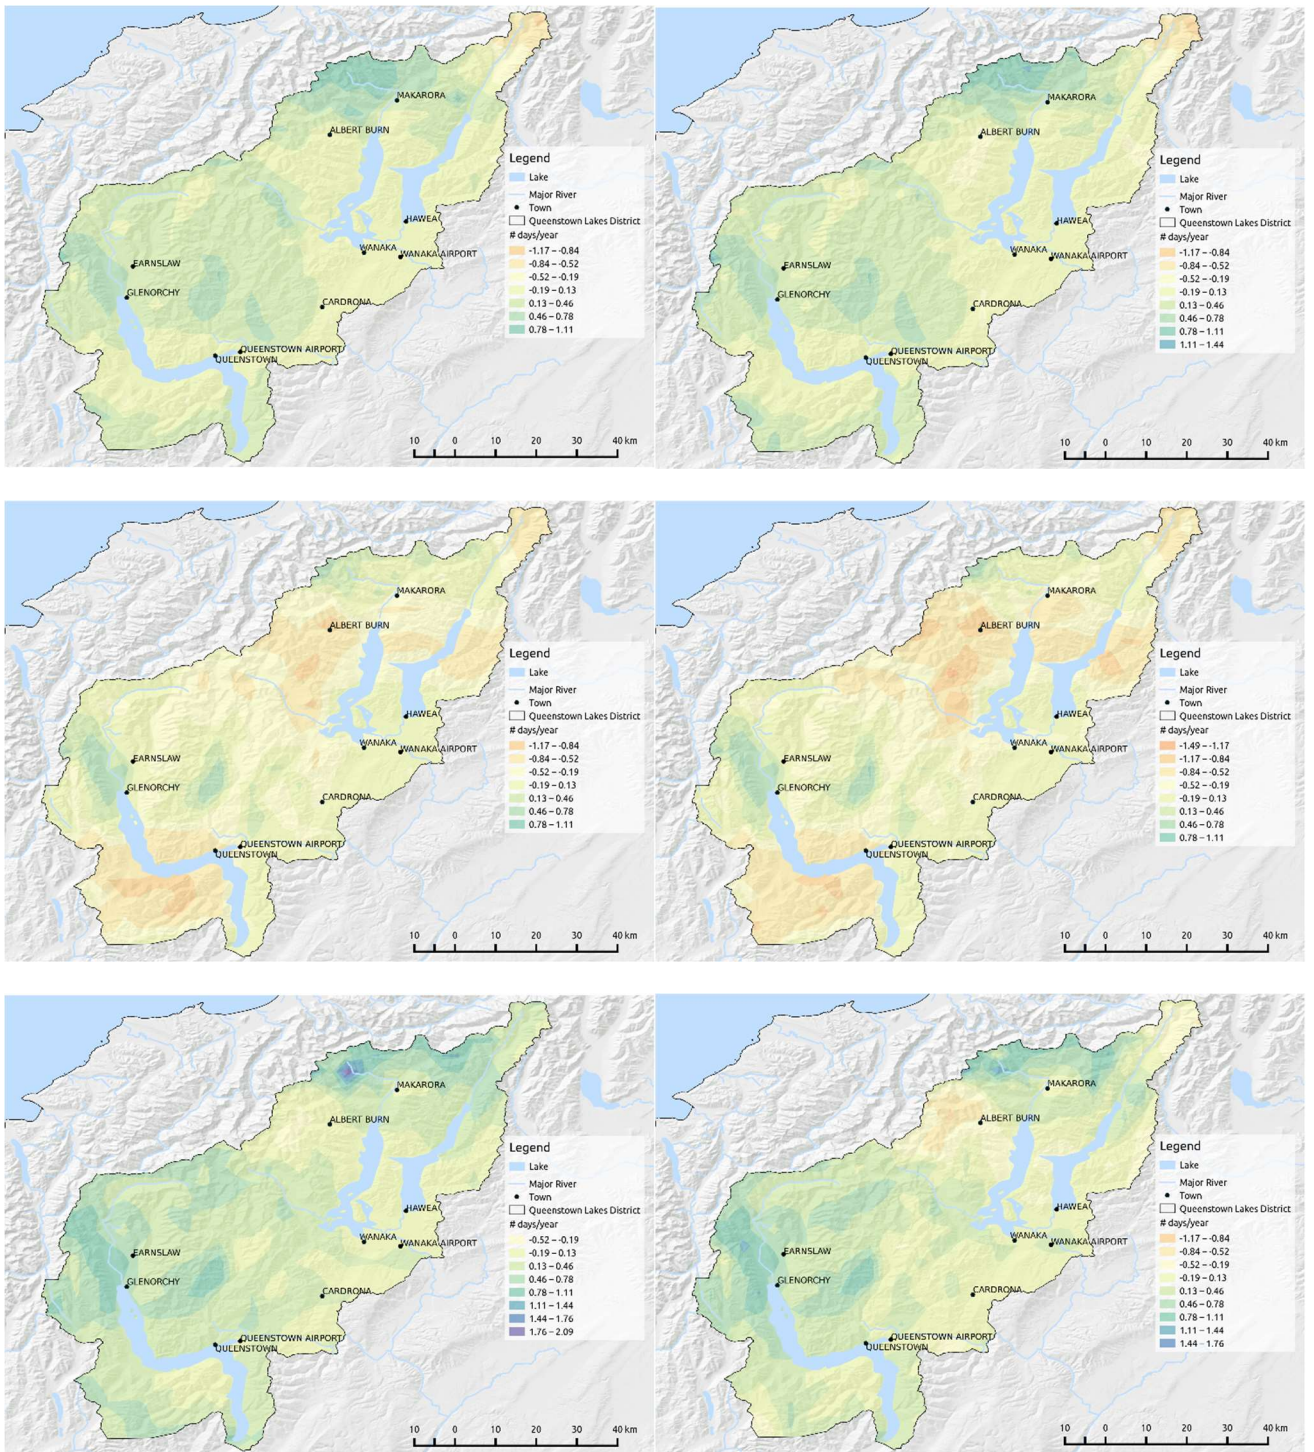 MAKARORA
ALBERT BURN
HAWEA
WANAKA
WANAKA AIRPORT
EARNSLAW
GLENORCHY
CARDRONA
QUEENSTOWN AIRPORT
QUEENSTOWN
Legend
Lake
Major River
Town
Queenstown Lakes District
# days/year
-1.17 – -0.84
-0.84 – -0.52
-0.52 – -0.19
-0.19 – 0.13
0.13 – 0.46
0.46 – 0.78
0.78 – 1.11
10 0 10 20 30 40 km
MAKARORA
ALBERT BURN
HAWEA
WANAKA
WANAKA AIRPORT
EARNSLAW
GLENORCHY
CARDRONA
QUEENSTOWN AIRPORT
QUEENSTOWN
Legend
Lake
Major River
Town
Queenstown Lakes District
# days/year
-1.17 – -0.84
-0.84 – -0.52
-0.52 – -0.19
-0.19 – 0.13
0.13 – 0.46
0.46 – 0.78
0.78 – 1.11
1.11 – 1.44
10 0 10 20 30 40 km
MAKARORA
ALBERT BURN
HAWEA
WANAKA
WANAKA AIRPORT
EARNSLAW
GLENORCHY
CARDRONA
QUEENSTOWN AIRPORT
QUEENSTOWN
Legend
Lake
Major River
Town
Queenstown Lakes District
# days/year
-1.17 – -0.84
-0.84 – -0.52
-0.52 – -0.19
-0.19 – 0.13
0.13 – 0.46
0.46 – 0.78
0.78 – 1.11
10 0 10 20 30 40 km
MAKARORA
ALBERT BURN
HAWEA
WANAKA
WANAKA AIRPORT
EARNSLAW
GLENORCHY
CARDRONA
QUEENSTOWN AIRPORT
QUEENSTOWN
Legend
Lake
Major River
Town
Queenstown Lakes District
# days/year
-1.49 – -1.17
-1.17 – -0.84
-0.84 – -0.52
-0.52 – -0.19
-0.19 – 0.13
0.13 – 0.46
0.46 – 0.78
0.78 – 1.11
10 0 10 20 30 40 km
MAKARORA
ALBERT BURN
HAWEA
WANAKA
WANAKA AIRPORT
EARNSLAW
GLENORCHY
CARDRONA
QUEENSTOWN AIRPORT
QUEENSTOWN
Legend
Lake
Major River
Town
Queenstown Lakes District
# days/year
-0.52 – -0.19
-0.19 – 0.13
0.13 – 0.46
0.46 – 0.78
0.78 – 1.11
1.11 – 1.44
1.44 – 1.76
1.76 – 2.09
10 0 10 20 30 40 km
MAKARORA
ALBERT BURN
HAWEA
WANAKA
WANAKA AIRPORT
EARNSLAW
GLENORCHY
CARDRONA
QUEENSTOWN AIRPORT
QUEENSTOWN
Legend
Lake
Major River
Town
Queenstown Lakes District
# days/year
-1.17 – -0.84
-0.84 – -0.52
-0.52 – -0.19
-0.19 – 0.13
0.13 – 0.46
0.46 – 0.78
0.78 – 1.11
1.11 – 1.44
1.44 – 1.76
10 0 10 20 30 40 km